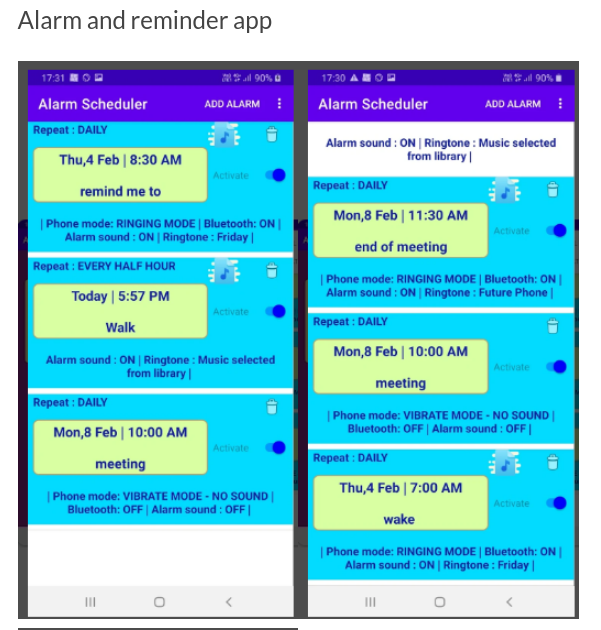 Alarm and reminder app
17:31
90%
Alarm Scheduler
ADD ALARM
Repeat : DAILY
Thu,4 Feb | 8:30 AM
Activate
remind me to
| Phone mode: RINGING MODE | Bluetooth: ON |
Alarm sound : ON | Ringtone : Friday |
Repeat : EVERY HALF HOUR
Today | 5:57 PM
Activate
Walk
Alarm sound : ON | Ringtone : Music selected
from library |
Repeat : DAILY
Mon,8 Feb | 10:00 AM
Activate
meeting
| Phone mode: VIBRATE MODE - NO SOUND |
Bluetooth: OFF | Alarm sound : OFF |
17:30
90%
Alarm Scheduler
ADD ALARM
Alarm sound : ON | Ringtone : Music selected
from library |
Repeat : DAILY
Mon,8 Feb | 11:30 AM
Activate
end of meeting
| Phone mode: RINGING MODE | Bluetooth: ON |
Alarm sound : ON | Ringtone : Future Phone |
Repeat : DAILY
Mon,8 Feb | 10:00 AM
Activate
meeting
| Phone mode: VIBRATE MODE - NO SOUND |
Bluetooth: OFF | Alarm sound : OFF |
Repeat : DAILY
Thu,4 Feb | 7:00 AM
Activate
wake
| Phone mode: RINGING MODE | Bluetooth: ON |
Alarm sound : ON | Ringtone : Friday |